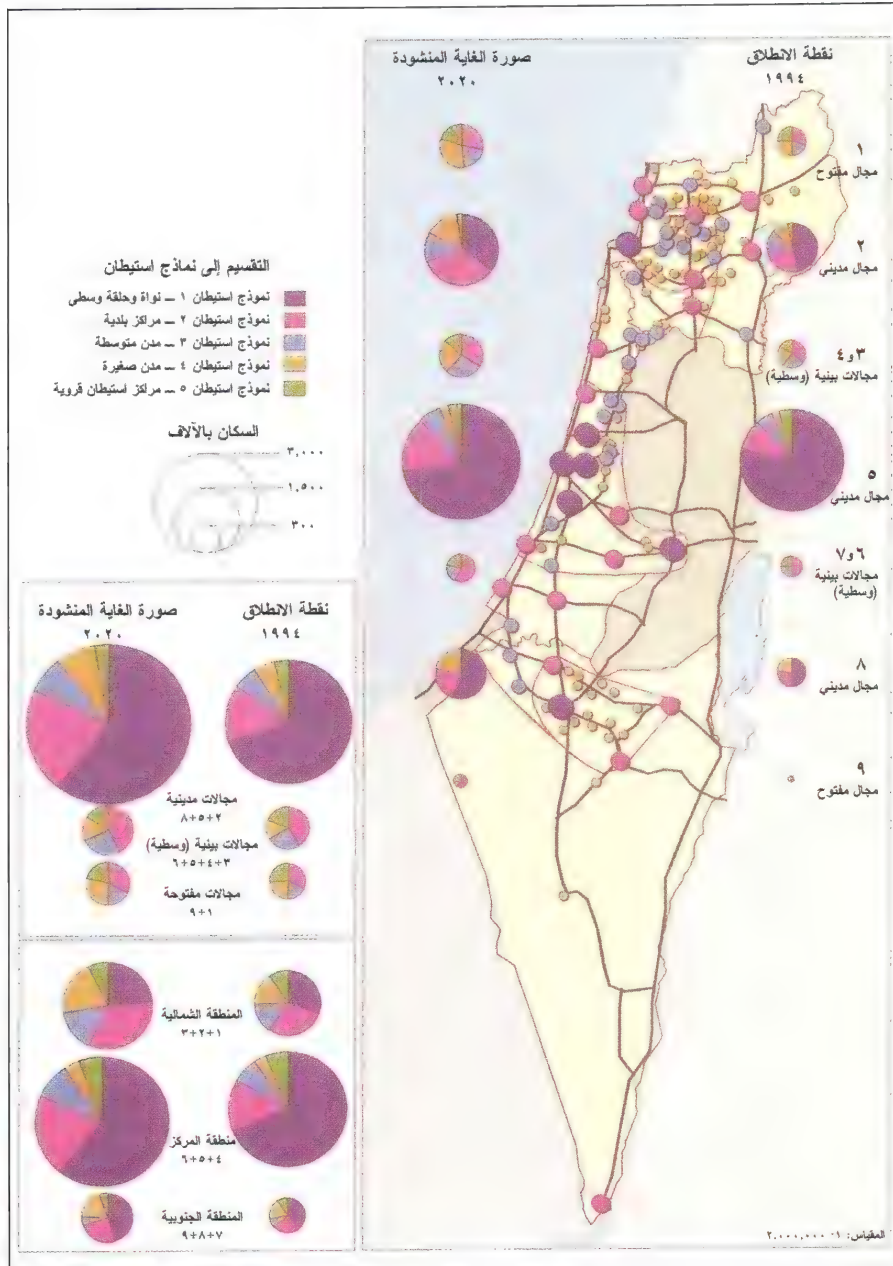 نقطة الانطلاق
١٩٩٤
صورة الغاية المنشودة
٢٠٢٠
١
مجال مفتوح
٢
مجال مديني
٣ و٤
مجالات بينية (وسطية)
٥
مجال مديني
٦ و٧
مجالات بينية
(وسطية)
٨
مجال مديني
٩
مجال مفتوح
المقياس: ١٠ ٢،٠٠٠،٠٠٠
التقسيم إلى نماذج استيطان
نموذج استيطان ١ ــ نواة وحلقة وسطى
نموذج استيطان ٢ ــ مراكز بلدية
نموذج استيطان ٣ ــ مدن متوسطة
نموذج استيطان ٤ ــ مدن صغيرة
نموذج استيطان ٥ ــ مراكز استيطان قروية
السكان بالآلاف
٣،٠٠٠
١،٥٠٠
٣٠٠
نقطة الانطلاق
١٩٩٤
صورة الغاية المنشودة
٢٠٢٠
مجالات مدينية
٨+٥+٢
مجالات بينية (وسطية)
٦+٥+٤+٣
مجالات مفتوحة
٩+١
المنطقة الشمالية
٣+٢+١
منطقة المركز
٦+٥+٤
المنطقة الجنوبية
٩+٨+٧